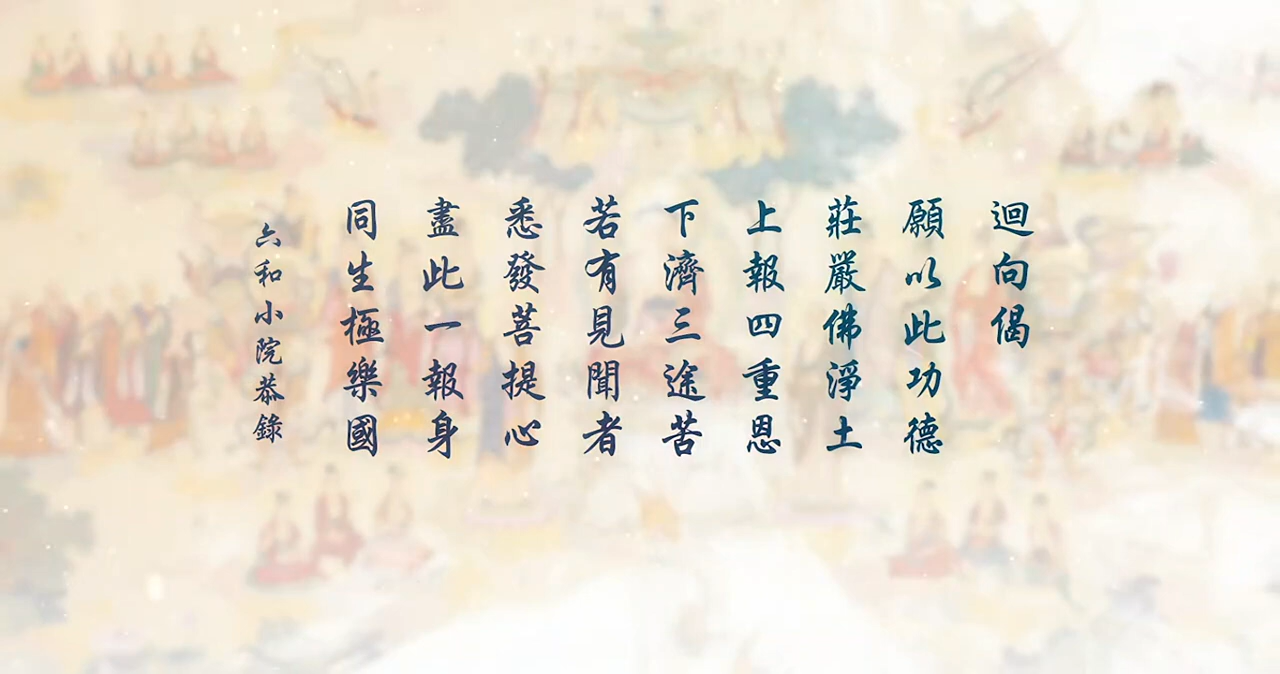 迴向偈
願以此功德
莊嚴佛淨土
上報四重恩
下濟三途苦
若有見聞者
悉發菩提心
盡此一報身
同生極樂國
六和小院恭錄